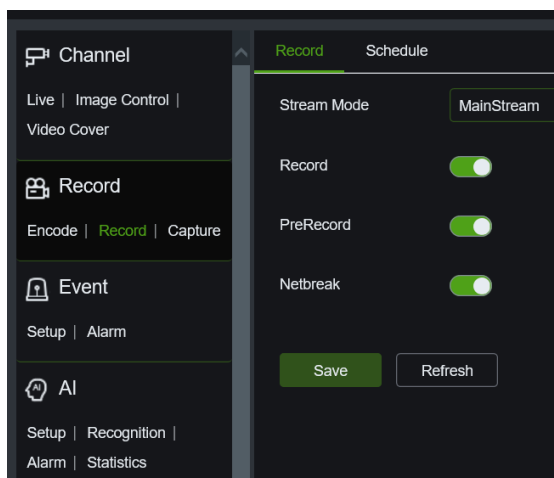 Channel
Live | Image Control |
Video Cover
Record
Encode | Record | Capture
Event
Setup | Alarm
AI
Setup | Recognition |
Alarm | Statistics
Record Schedule
Stream Mode MainStream
Record
PreRecord
Netbreak
Save Refresh